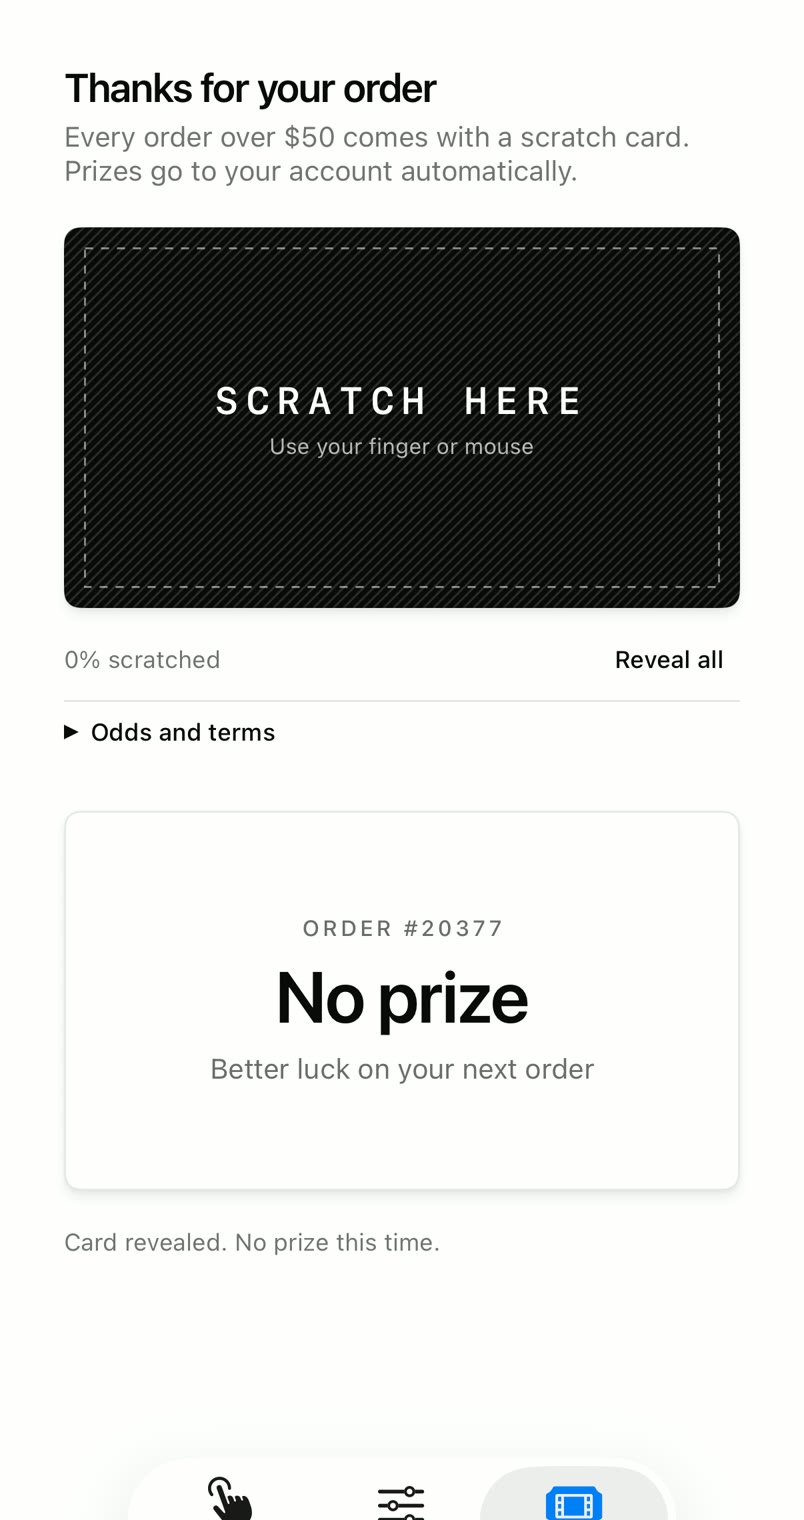 Thanks for your order
Every order over $50 comes with a scratch card.
Prizes go to your account automatically.
SCRATCH HERE
Use your finger or mouse
0% scratched
Reveal all
Odds and terms
ORDER #20377
No prize
Better luck on your next order
Card revealed. No prize this time.